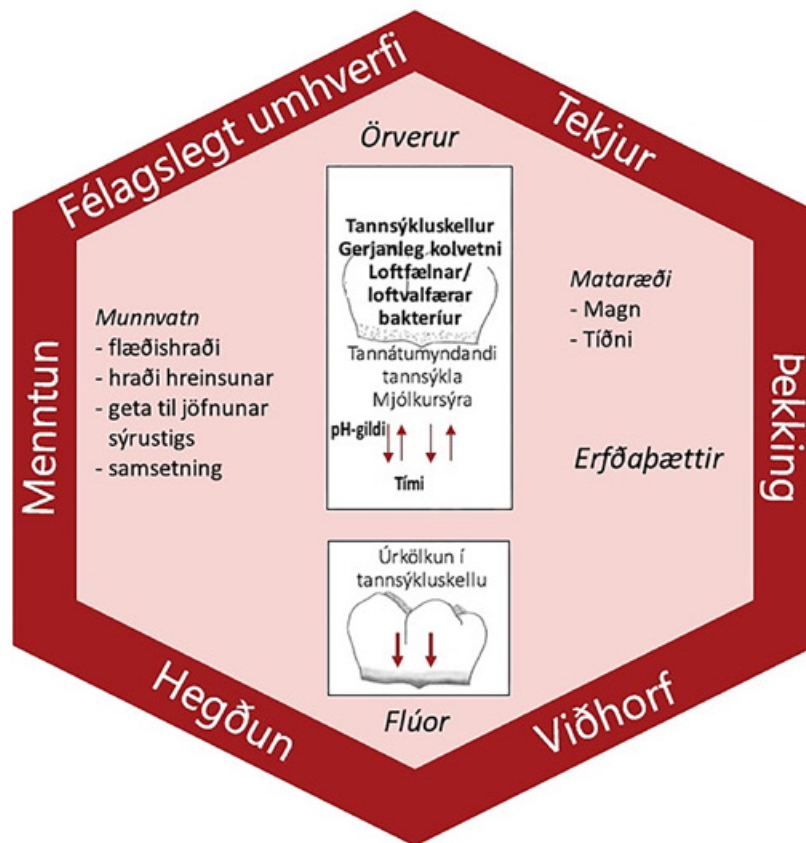 Félagslegt umhverfi
Tekjur
Þekking
Viðhorf
Hegðun
Menntun
Örverur
Tannsýkluskellur
Gerjanleg kolvetni
Loftfælnar/
loftvalfærar
bakteríur
Tannátumyndandi
tannsýkla
Mjólkursýra
pH-gildi
Tími
Munnvatn
- flæðishraði
- hraði hreinsunar
- geta til jöfnunar
sýrustigs
- samsetning
Mataræði
- Magn
- Tíðni
Erfðaþættir
Úrkölkun í
tannsýkluskellu
Flúor